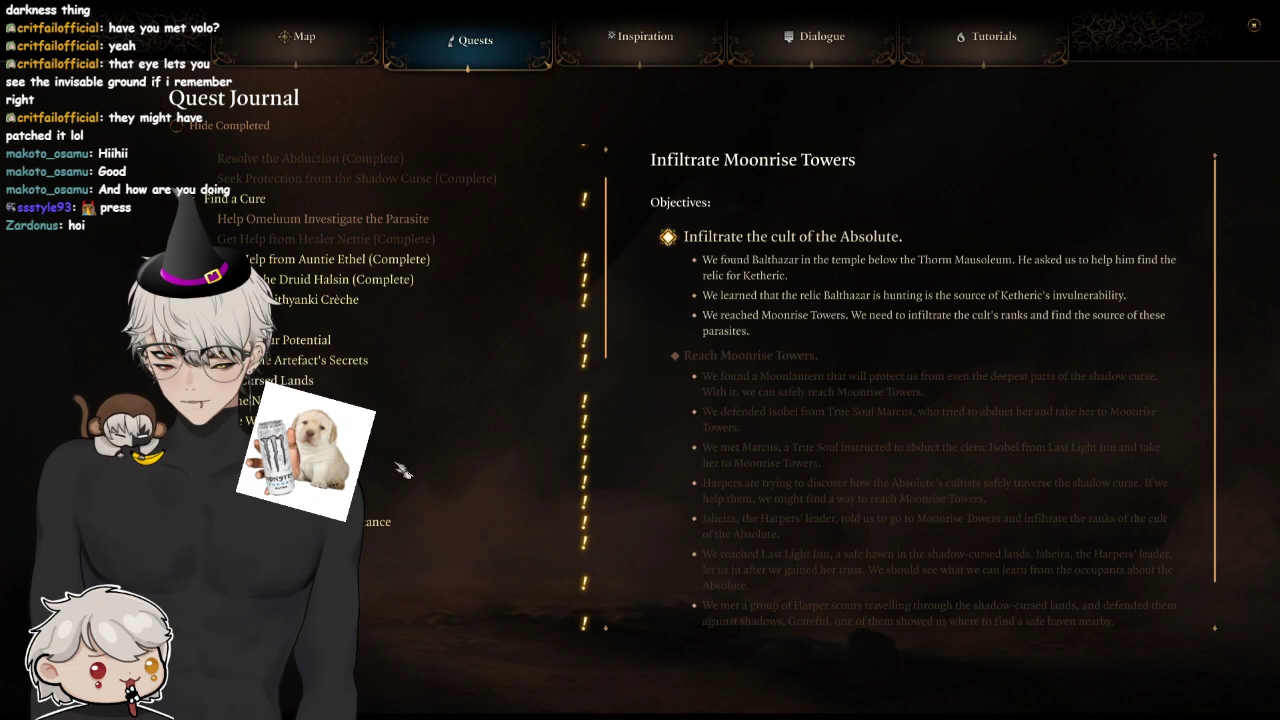 darkness thing
critfailofficial: have you met volo?
critfailofficial: yeah
critfailofficial: that eye lets you
see the invisable ground if i remember
right
critfailofficial: they might have
patched it lol
makoto_osamu: Hiihii
makoto_osamu: Good
makoto_osamu: And how are you doing
ssstyle93: press
Zardonus: hoi
Map
Quests
Inspiration
Dialogue
Tutorials
Quest Journal
Hide Completed
Resolve the Abduction (Complete)
Seek Protection from the Shadow Curse (Complete)
Find a Cure
Help Omeluum Investigate the Parasite
Get Help from Healer Nettie (Complete)
Help from Auntie Ethel (Complete)
the Druid Halsin (Complete)
ithyanki Crèche
ur Potential
e Artefact's Secrets
Cursed Lands
MONSTER
ance
Infiltrate Moonrise Towers
Objectives:
Infiltrate the cult of the Absolute.
We found Balthazar in the temple below the Thorm Mausoleum. He asked us to help him find the
relic for Ketheric.
We learned that the relic Balthazar is hunting is the source of Ketheric's invulnerability.
We reached Moonrise Towers. We need to infiltrate the cult's ranks and find the source of these
parasites.
Reach Moonrise Towers.
We found a Moonlantern that will protect us from even the deepest parts of the shadow curse.
With it, we can safely reach Moonrise Towers.
We defended Isobel from True Soul Marcus, who tried to abduct her and take her to Moonrise
Towers.
We met Marcus, a True Soul instructed to abduct the cleric Isobel from Last Light Inn and take
her to Moonrise Towers.
Harpers are trying to discover how the Absolute's cultists safely traverse the shadow curse. If we
help them, we might find a way to reach Moonrise Towers.
Jaheira, the Harpers' leader, told us to go to Moonrise Towers and infiltrate the ranks of the cult
of the Absolute.
We reached Last Light Inn, a safe haven in the shadow-cursed lands. Jaheira, the Harpers' leader,
let us in after we gained her trust. We should see what we can learn from the occupants about the
Absolute.
We met a group of Harper scouts travelling through the shadow-cursed lands, and defended them
against shadows. Grateful, one of them showed us where to find a safe haven nearby.